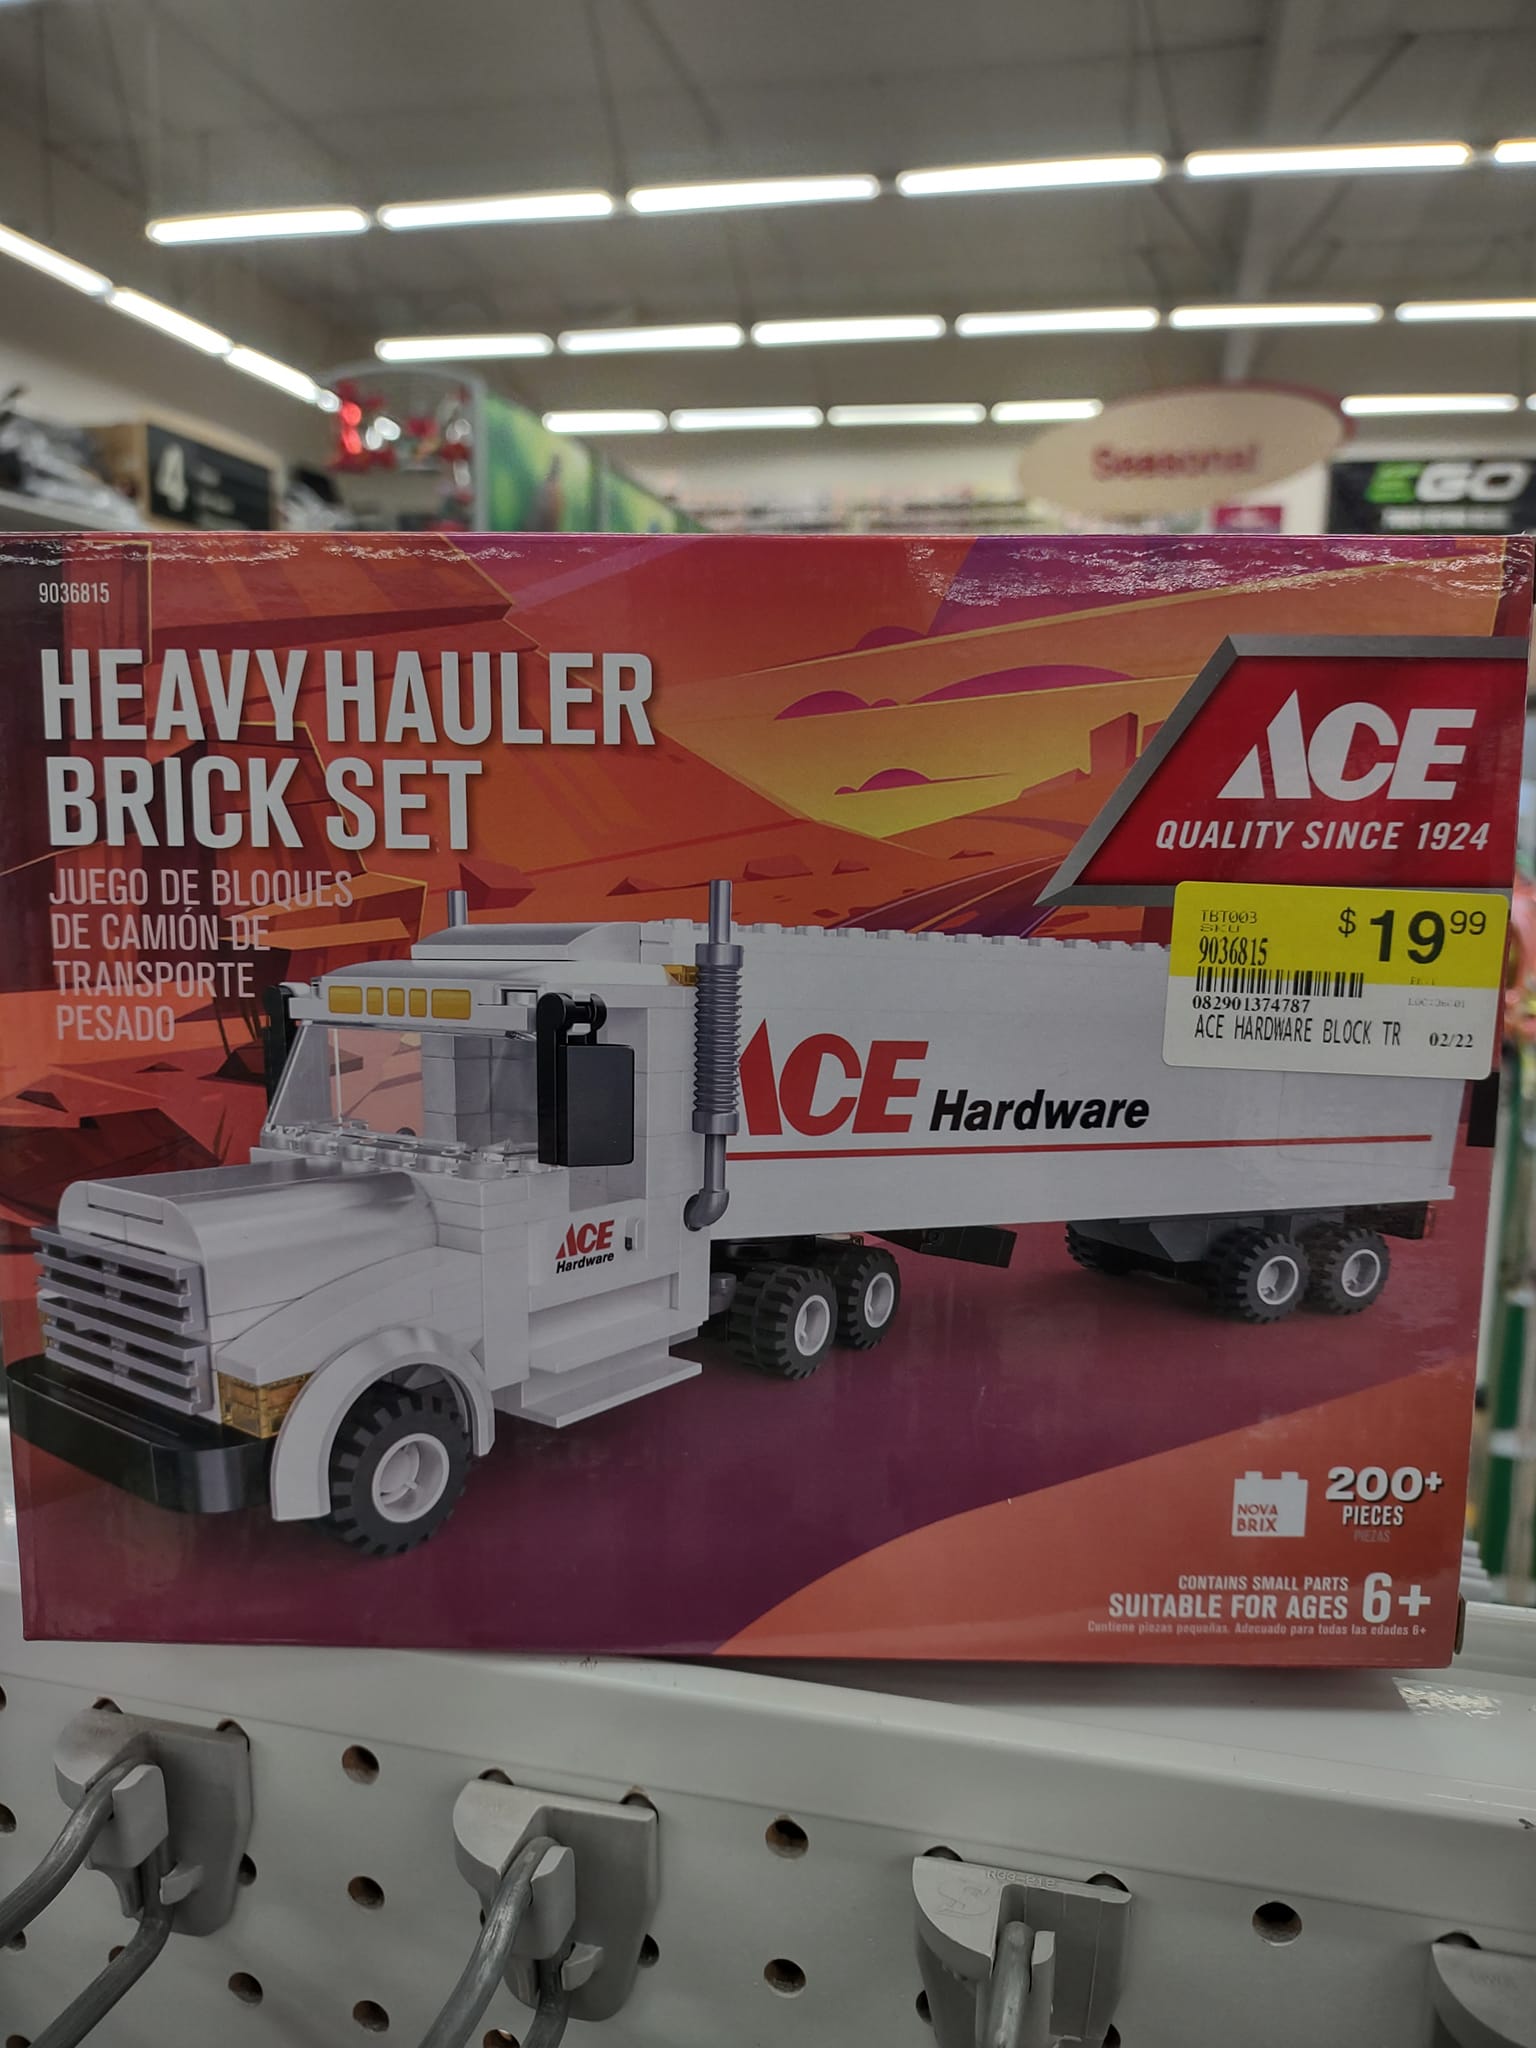 4
Seasonal
EGO
9036815
HEAVY HAULER
BRICK SET
JUEGO DE BLOQUES
DE CAMIÓN DE
TRANSPORTE
PESADO
ACE
QUALITY SINCE 1924
TBT003
SKU
9036815
$ 19 99
082901374787
ACE HARDWARE BLOCK TR 02/22
ACE Hardware
ACE
Hardware
NOVA
BRIX
200+
PIECES
PIEZAS
CONTAINS SMALL PARTS
SUITABLE FOR AGES 6+
Contiene piezas pequeñas. Adecuado para todas las edades 6+